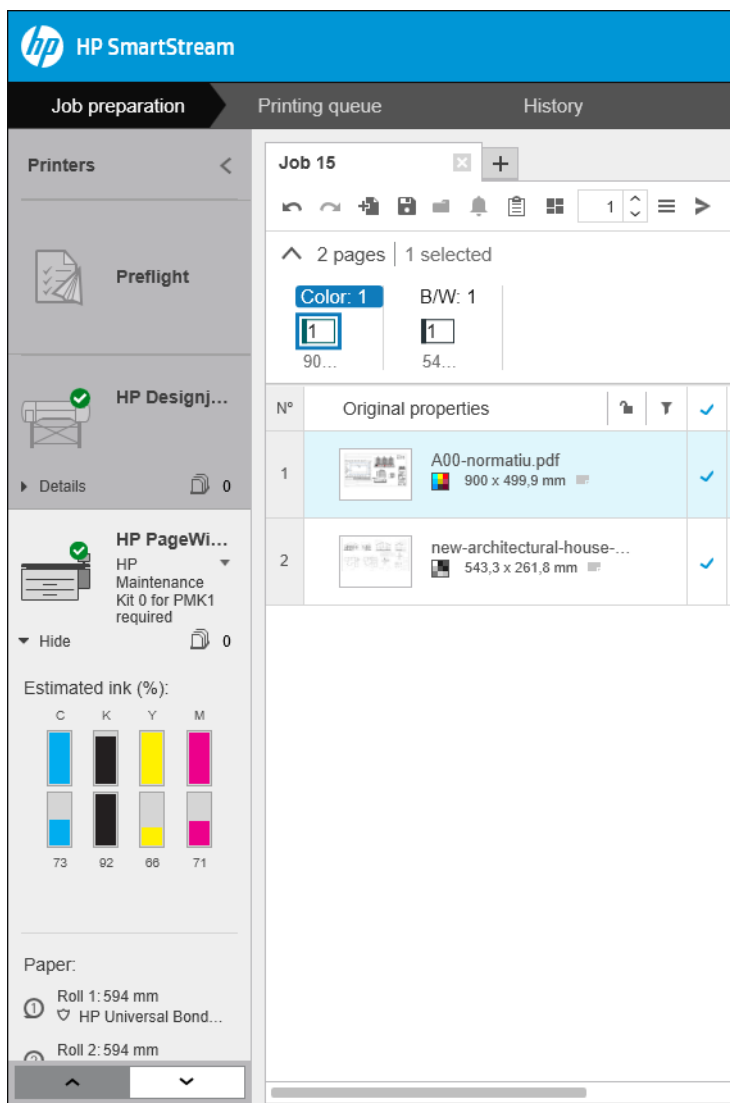 hp HP SmartStream
Job preparation Printing queue History
Printers
Preflight
HP Designj...
Details 0
HP PageWi...
HP
Maintenance
Kit 0 for PMK1
required
Hide 0
Estimated ink (%):
C K Y M
73 92 66 71
Paper:
Roll 1: 594 mm
1 HP Universal Bond...
Roll 2: 594 mm
Job 15
1
2 pages 1 selected
Color: 1 B/W: 1
1 1
90... 54...
Nº Original properties
1 A00-normatiu.pdf
900 x 499,9 mm
2 new-architectural-house-...
543,3 x 261,8 mm